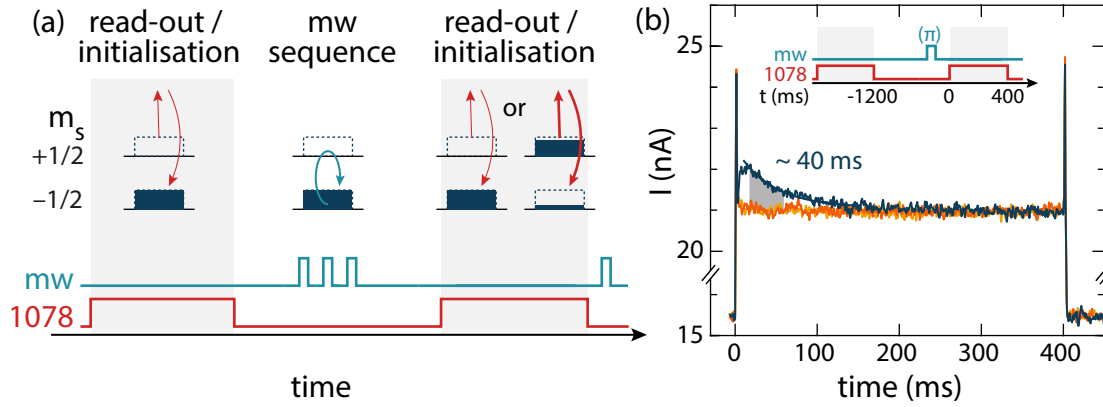 (a)
read-out /
initialisation
mw
sequence
read-out /
initialisation
or
mₛ
+1/2
−1/2
mw
1078
time
(b)
25
20
15
I (nA)
(π)
mw
1078
t (ms)
-1200
0
400
~ 40 ms
0
100
200
300
400
time (ms)